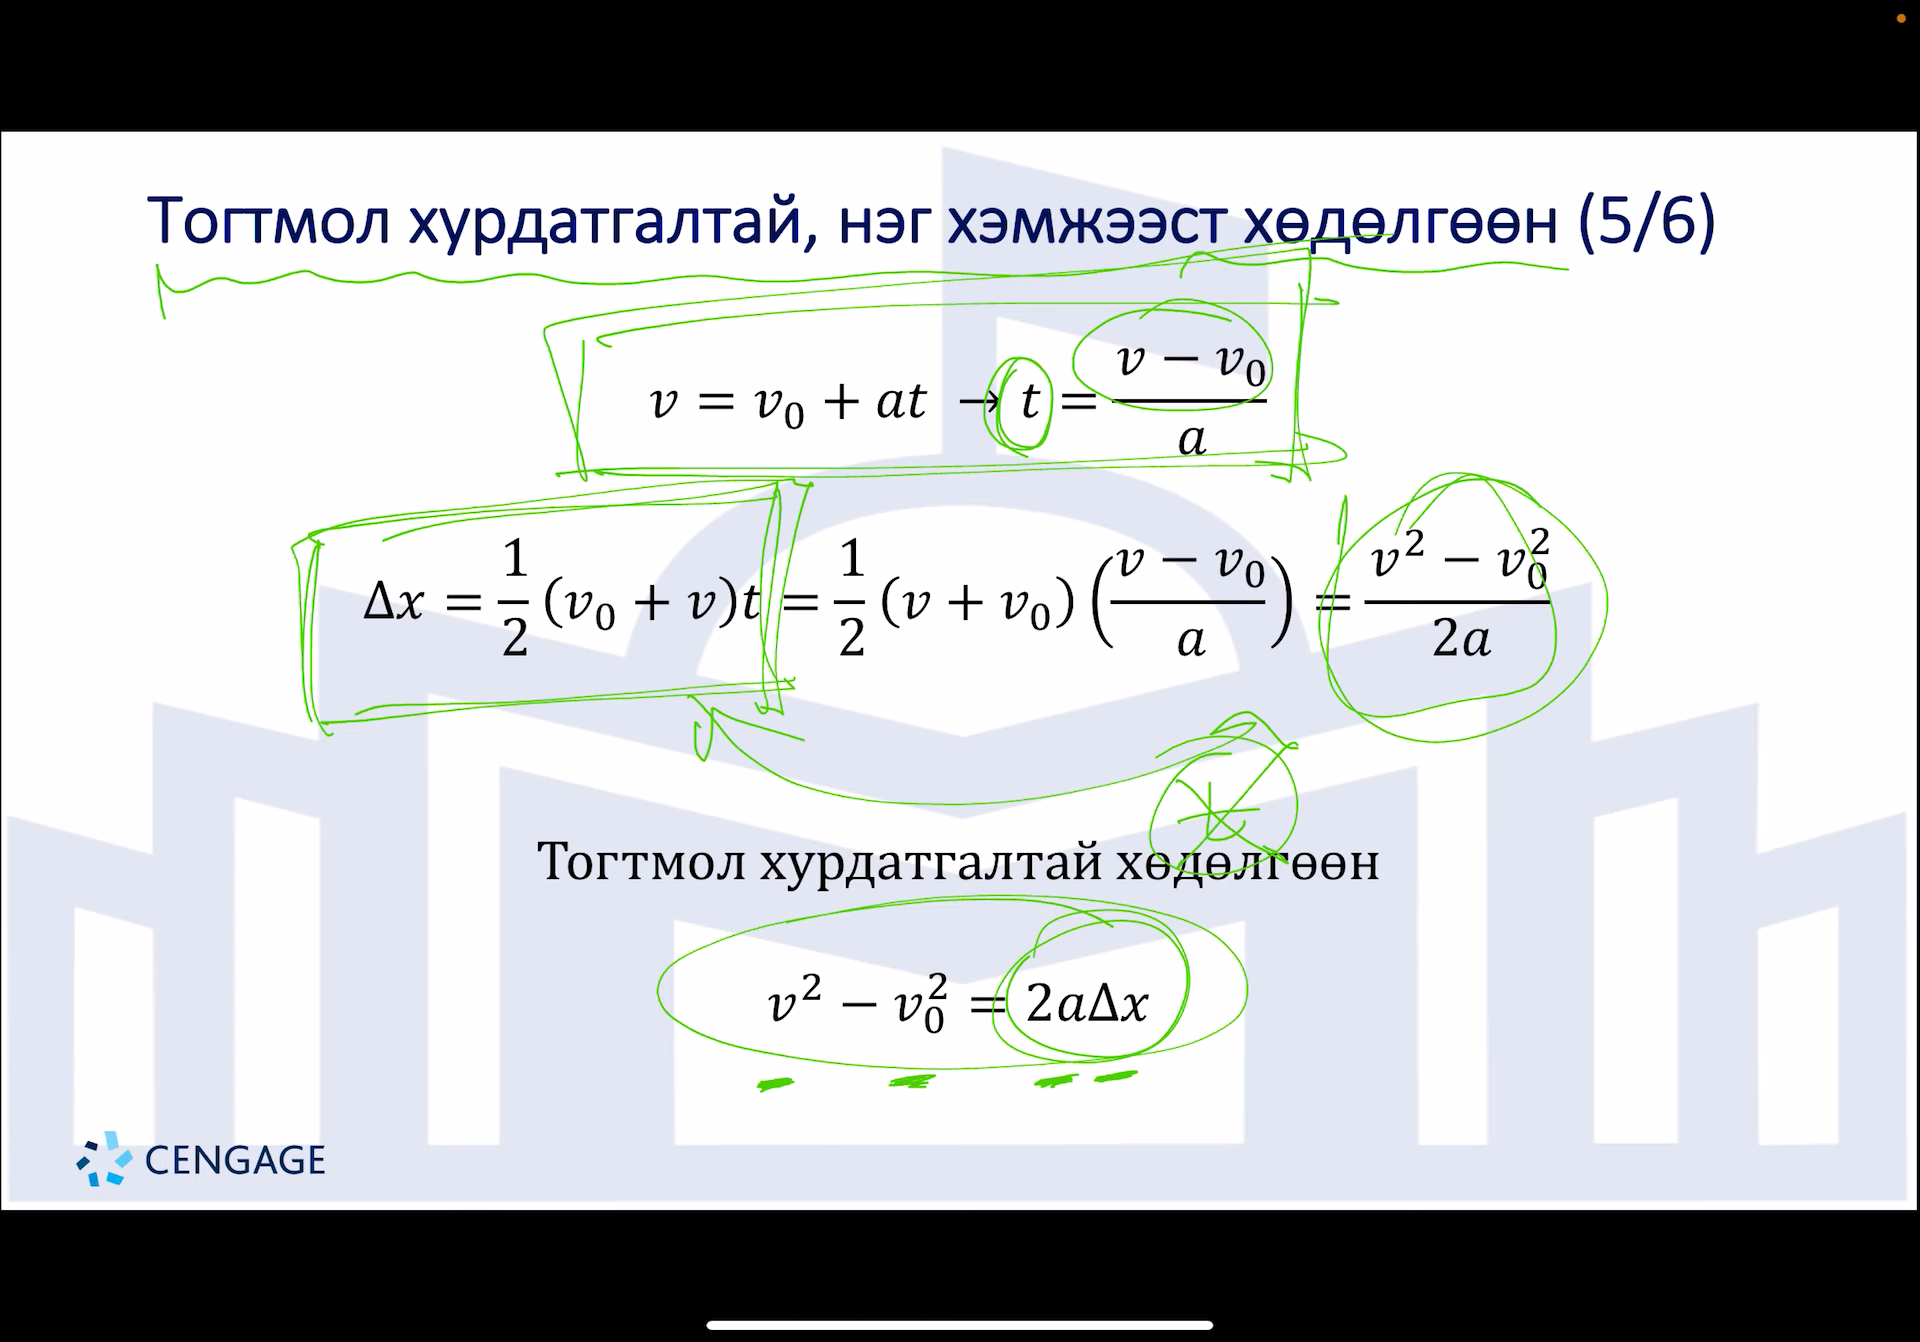 Тогтмол хурдатгалтай, нэг хэмжээст хөдөлгөөн (5/6)
v = v₀ + at → t = (v − v₀)/a
Δx = 1/2 (v₀ + v)t = 1/2 (v + v₀) ((v − v₀)/a) = (v² − v₀²)/2a
Тогтмол хурдатгалтай хөдөлгөөн
v² − v₀² = 2aΔx
CENGAGE